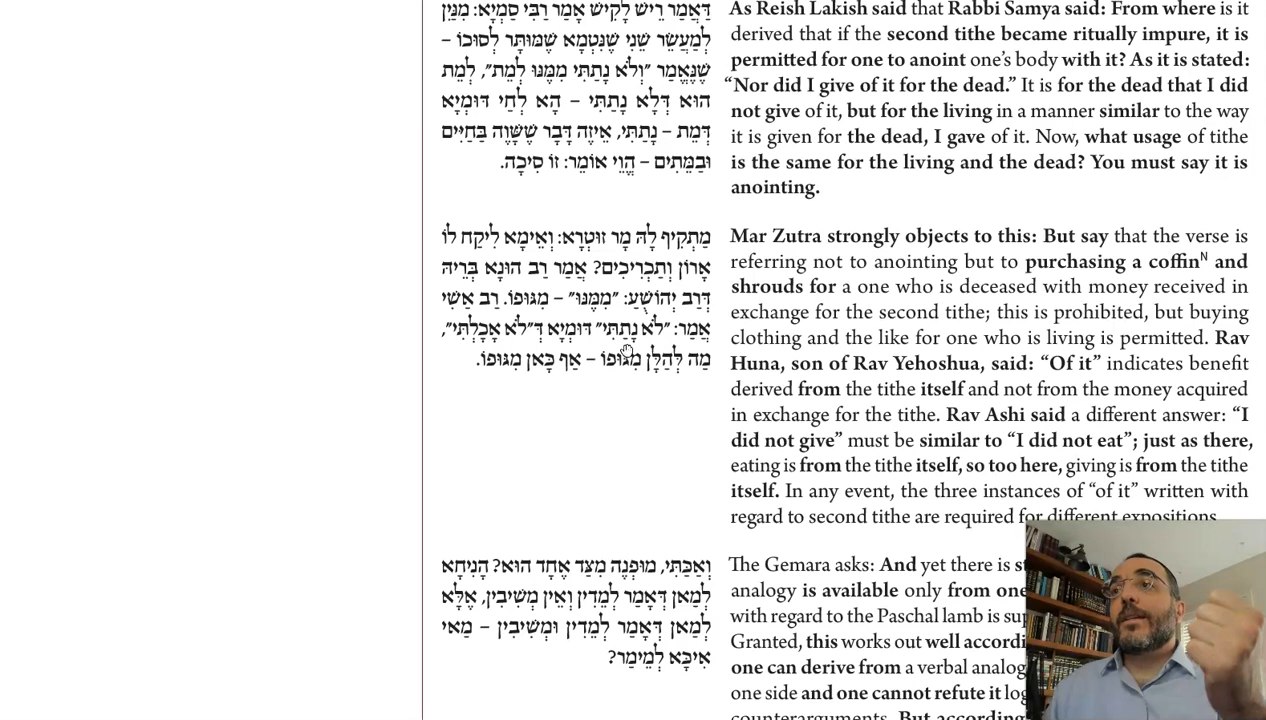 דַּאֲמַר רֵישׁ לָקִישׁ אָמַר רַבִּי סַמְיָא: מִנַּיִן
לְמַעֲשֵׂר שֵׁנִי שֶׁנִּטְמָא שֶׁמּוּתָּר לְסוּכוֹ –
שֶׁנֶּאֱמַר ״וְלֹא נָתַתִּי מִמֶּנּוּ לְמֵת״, לְמֵת
הוּא דְּלָא נָתַתִּי – הָא לְחַי דּוּמְיָא
דְּמֵת – נָתַתִּי, אֵיזֶה דָּבָר שֶׁשָּׁוֶה בַּחַיִּים
וּבַמֵּתִים – הֱוֵי אוֹמֵר: זוֹ סִיכָה.
מַתְקֵיף לָהּ מָר זוּטְרָא: וְאֵימָא לִיקַּח לוֹ
אָרוֹן וְתַכְרִיכִים? אֲמַר רַב הוּנָא בְּרֵיהּ
דְּרַב יְהוֹשֻׁעַ: ״מִמֶּנּוּ״ – מִגּוּפוֹ. רַב אַשִׁי
אֲמַר: ״לֹא נָתַתִּי״ דּוּמְיָא דְּ״לֹא אָכַלְתִּי״,
מַה לְּהַלָּן מִגּוּפוֹ – אַף כָּאן מִגּוּפוֹ.
וְאַכַּתִּי, מוּפְנֶה מִצַּד אֶחָד הוּא? הָנִיחָא
לְמַאן דְּאָמַר לְמֵדִין וְאֵין מְשִׁיבִין, אֶלָּא
לְמַאן דְּאָמַר לְמֵדִין וּמְשִׁיבִין – מַאי
אִיכָּא לְמֵימַר?
As Reish Lakish said that Rabbi Samya said: From where is it
derived that if the second tithe became ritually impure, it is
permitted for one to anoint one's body with it? As it is stated:
“Nor did I give of it for the dead.” It is for the dead that I did
not give of it, but for the living in a manner similar to the way
it is given for the dead, I gave of it. Now, what usage of tithe
is the same for the living and the dead? You must say it is
anointing.
Mar Zutra strongly objects to this: But say that the verse is
referring not to anointing but to purchasing a coffinᴺ and
shrouds for a one who is deceased with money received in
exchange for the second tithe; this is prohibited, but buying
clothing and the like for one who is living is permitted. Rav
Huna, son of Rav Yehoshua, said: “Of it” indicates benefit
derived from the tithe itself and not from the money acquired
in exchange for the tithe. Rav Ashi said a different answer: “I
did not give” must be similar to “I did not eat”; just as there,
eating is from the tithe itself, so too here, giving is from the tithe
itself. In any event, the three instances of “of it” written with
regard to second tithe are required for different expositions
The Gemara asks: And yet there is
analogy is available only from one
with regard to the Paschal lamb is
Granted, this works out well
one can derive from a verbal
one side and one cannot refute it
counterarguments. But